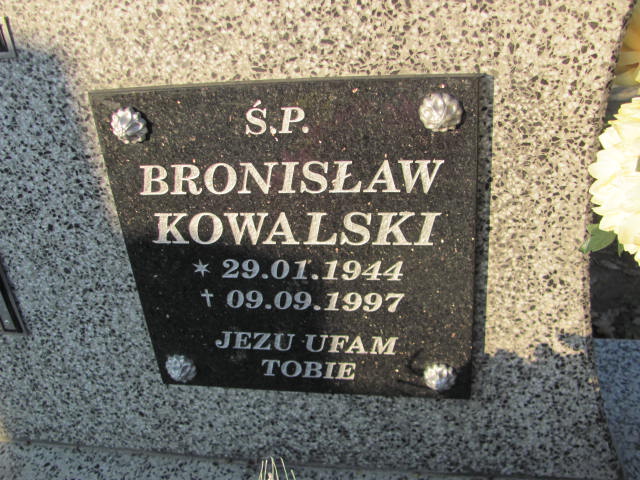 Ś.P.
BRONISŁAW
KOWALSKI
* 29.01.1944
† 09.09.1997
JEZU UFAM
TOBIE